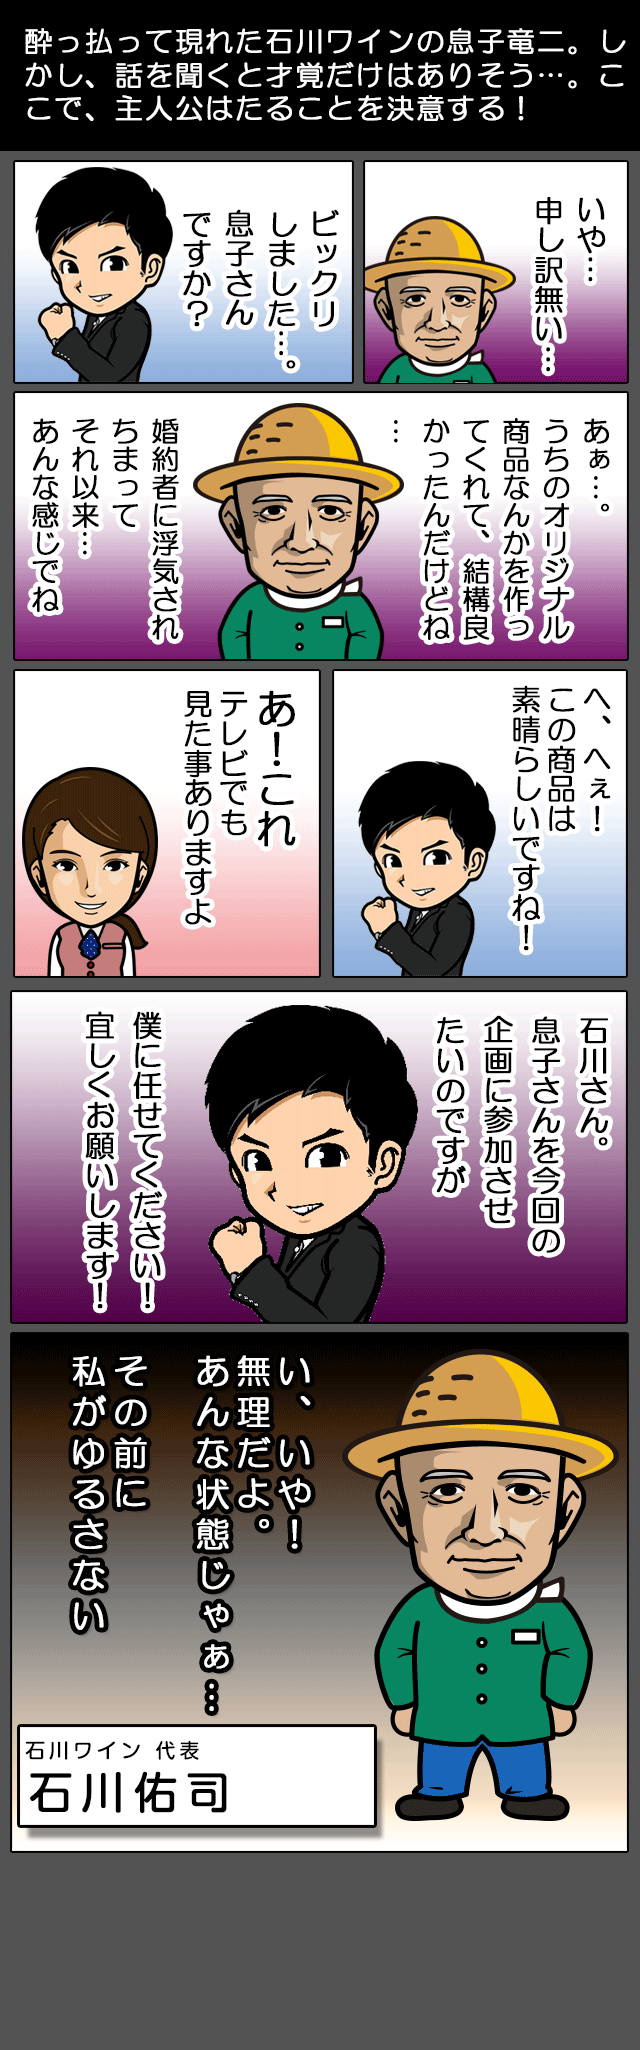 酔っ払って現れた石川ワインの息子竜二。し
かし、話を聞くと才覚だけはありそう…。こ
こで、主人公はたることを決意する！
いや…
申し訳無い…
ビックリ
しました…。
息子さん
ですか？
あぁ…。
うちのオリジナル
商品なんかを作っ
てくれて、結構良
かったんだけどね
…
婚約者に浮気され
ちまって
それ以来…
あんな感じでね
へ、へぇ！
この商品は
素晴らしいですね！
あ！これ
テレビでも
見た事ありますよ
石川さん。
息子さんを今回の
企画に参加させ
たいのですが
僕に任せてください！
宜しくお願いします！
い、いや！
無理だよ。
あんな状態じゃぁ…
その前に
私がゆるさない
石川ワイン 代表
石川佑司